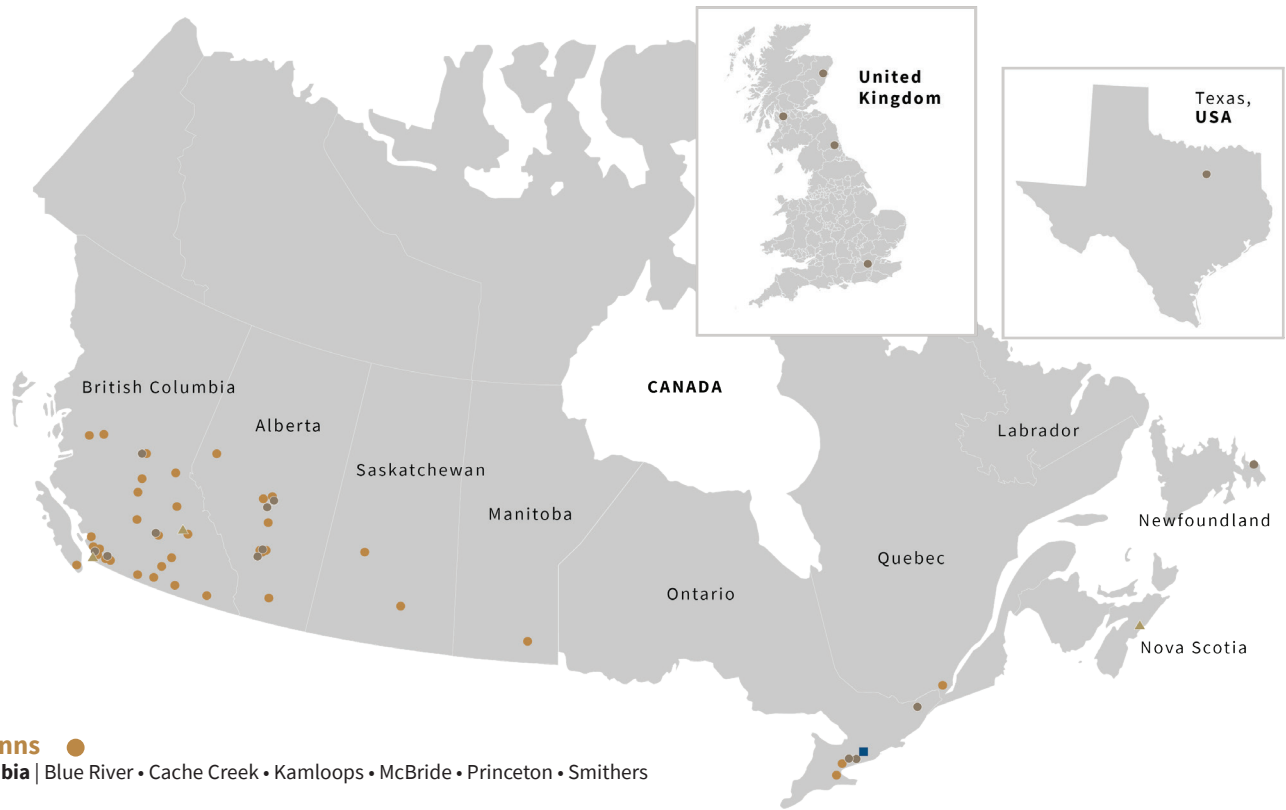 United
Kingdom
Texas,
USA
CANADA
British Columbia
Alberta
Saskatchewan
Manitoba
Ontario
Quebec
Labrador
Newfoundland
Nova Scotia
nns
bia | Blue River • Cache Creek • Kamloops • McBride • Princeton • Smithers